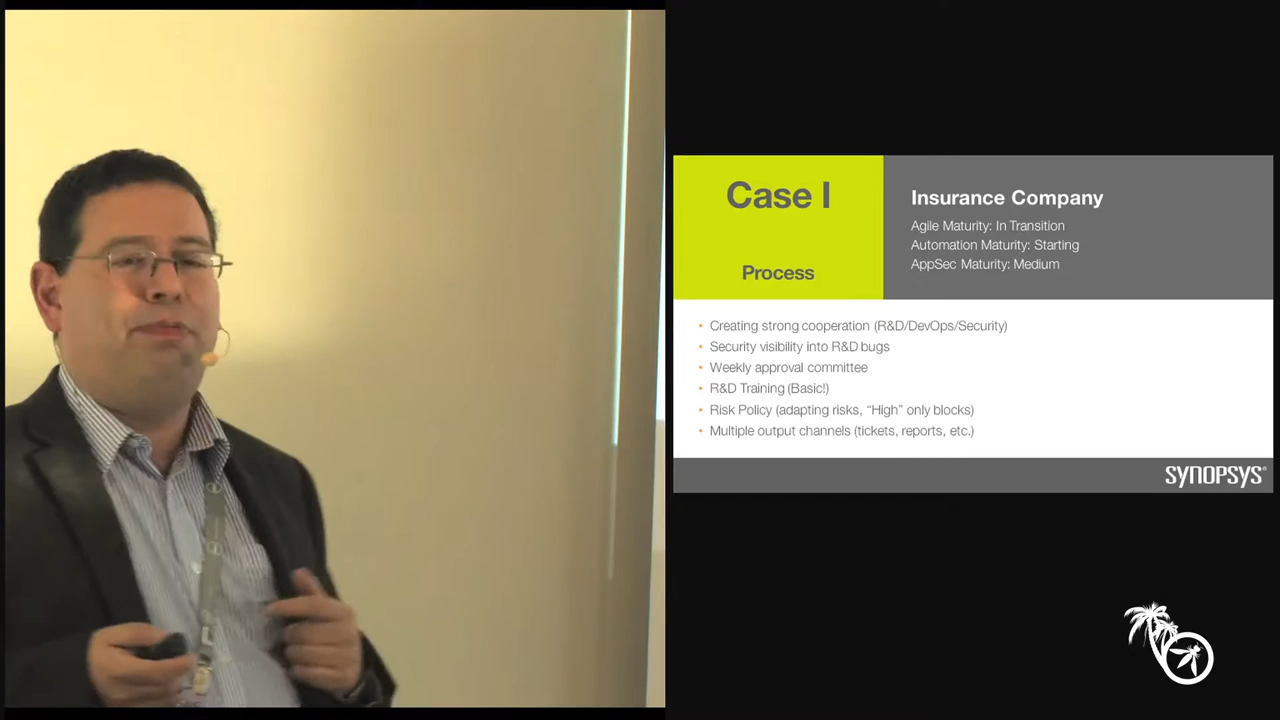 Case I
Process
Insurance Company
Agile Maturity: In Transition
Automation Maturity: Starting
AppSec Maturity: Medium
• Creating strong cooperation (R&D/DevOps/Security)
• Security visibility into R&D bugs
• Weekly approval committee
• R&D Training (Basic!)
• Risk Policy (adapting risks, “High” only blocks)
• Multiple output channels (tickets, reports, etc.)
SYNOPSYS®